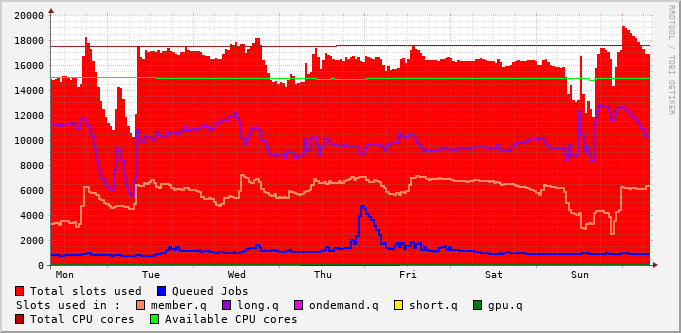 20000
18000
16000
14000
12000
10000
8000
6000
4000
2000
0
Mon Tue Wed Thu Fri Sat Sun
RRDTOOL / TOBI OETIKER
Total slots used Queued Jobs
Slots used in : member.q long.q ondemand.q short.q gpu.q
Total CPU cores Available CPU cores